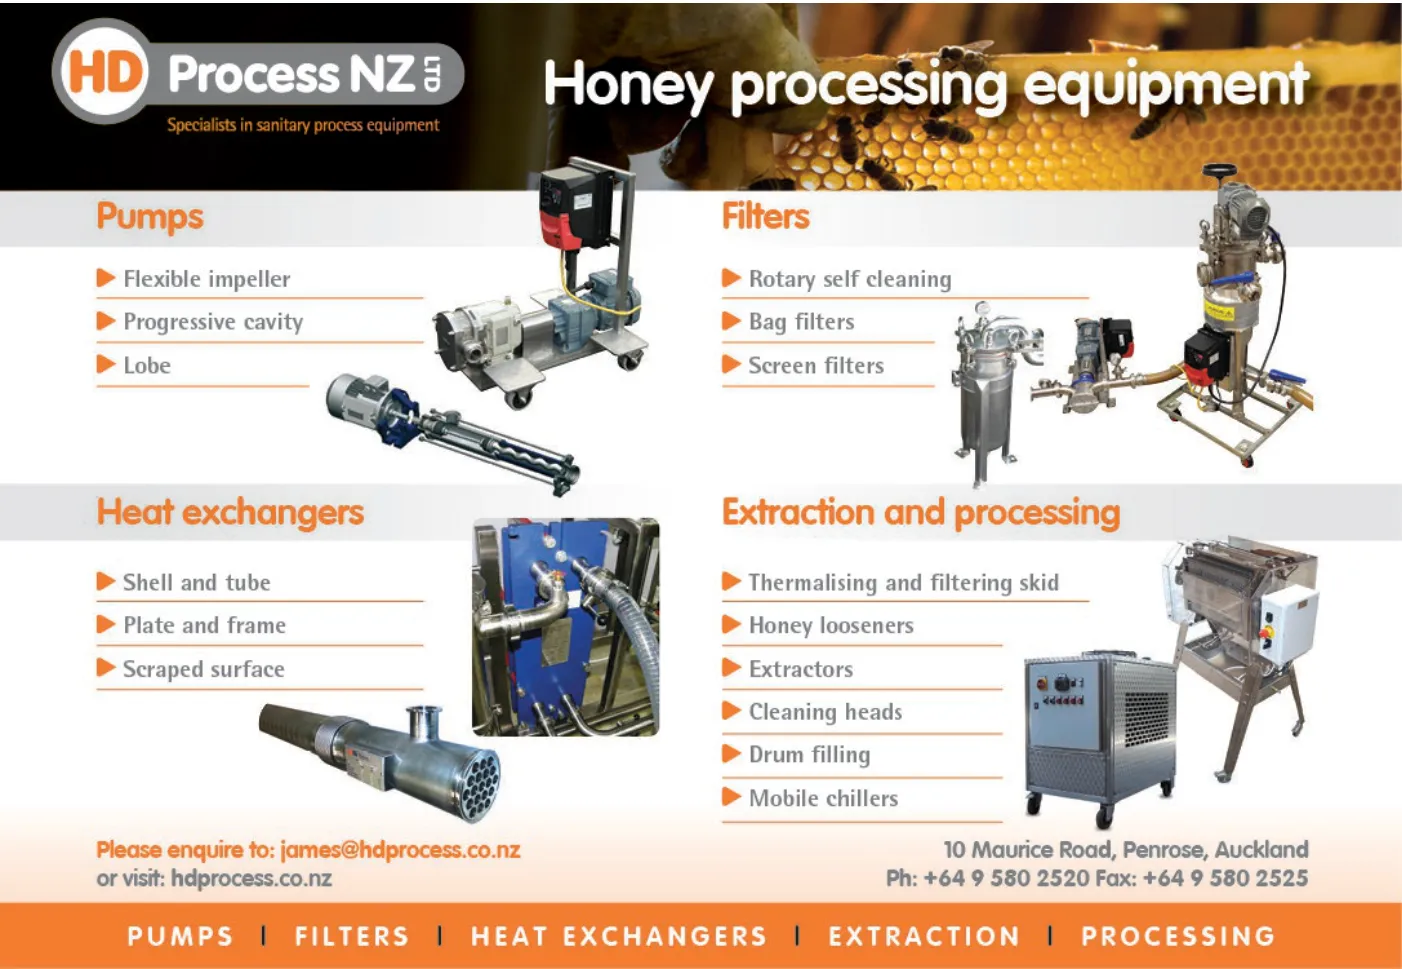 HD Process NZ LTD
Specialists in sanitary process equipment
Honey processing equipment
Pumps
Flexible impeller
Progressive cavity
Lobe
Filters
Rotary self cleaning
Bag filters
Screen filters
Heat exchangers
Shell and tube
Plate and frame
Scraped surface
Extraction and processing
Thermalising and filtering skid
Honey looseners
Extractors
Cleaning heads
Drum filling
Mobile chillers
Please enquire to: james@hdprocess.co.nz
or visit: hdprocess.co.nz
10 Maurice Road, Penrose, Auckland
Ph: +64 9 580 2520 Fax: +64 9 580 2525
PUMPS | FILTERS | HEAT EXCHANGERS | EXTRACTION | PROCESSING